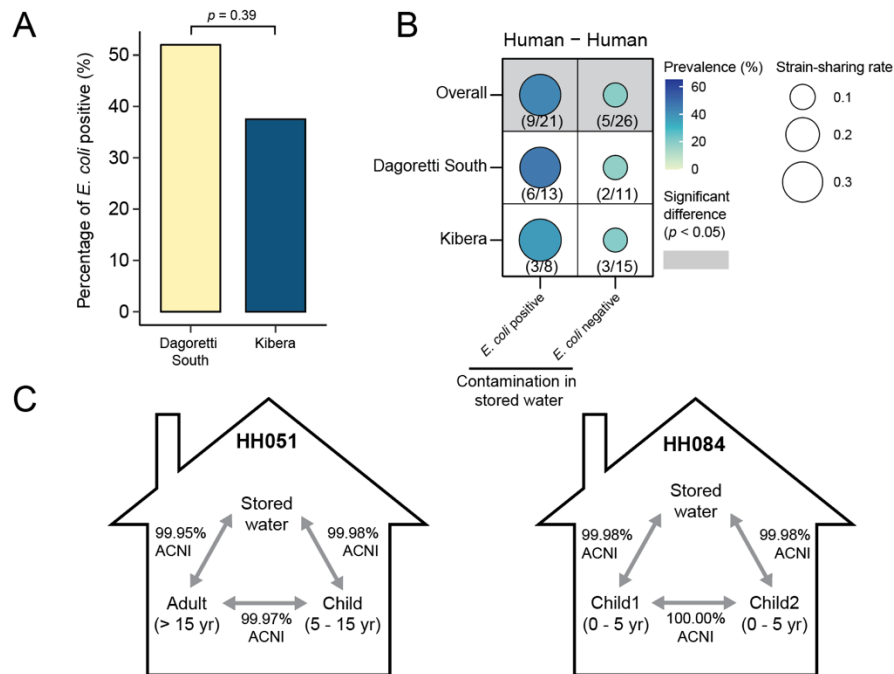 A
p = 0.39
Percentage of E. coli positive (%)
50
40
30
20
10
0
Dagoretti
South
Kibera
B
Human – Human
Overall
(9/21)
(5/26)
Dagoretti South
(6/13)
(2/11)
Kibera
(3/8)
(3/15)
E. coli positive
E. coli negative
Contamination in
stored water
Prevalence (%)
60
40
20
0
Significant
difference
(p < 0.05)
Strain-sharing rate
0.1
0.2
0.3
C
HH051
Stored
water
99.95%
ACNI
99.98%
ACNI
Adult
(> 15 yr)
99.97%
ACNI
Child
(5 - 15 yr)
HH084
Stored
water
99.98%
ACNI
99.98%
ACNI
Child1
(0 - 5 yr)
100.00%
ACNI
Child2
(0 - 5 yr)